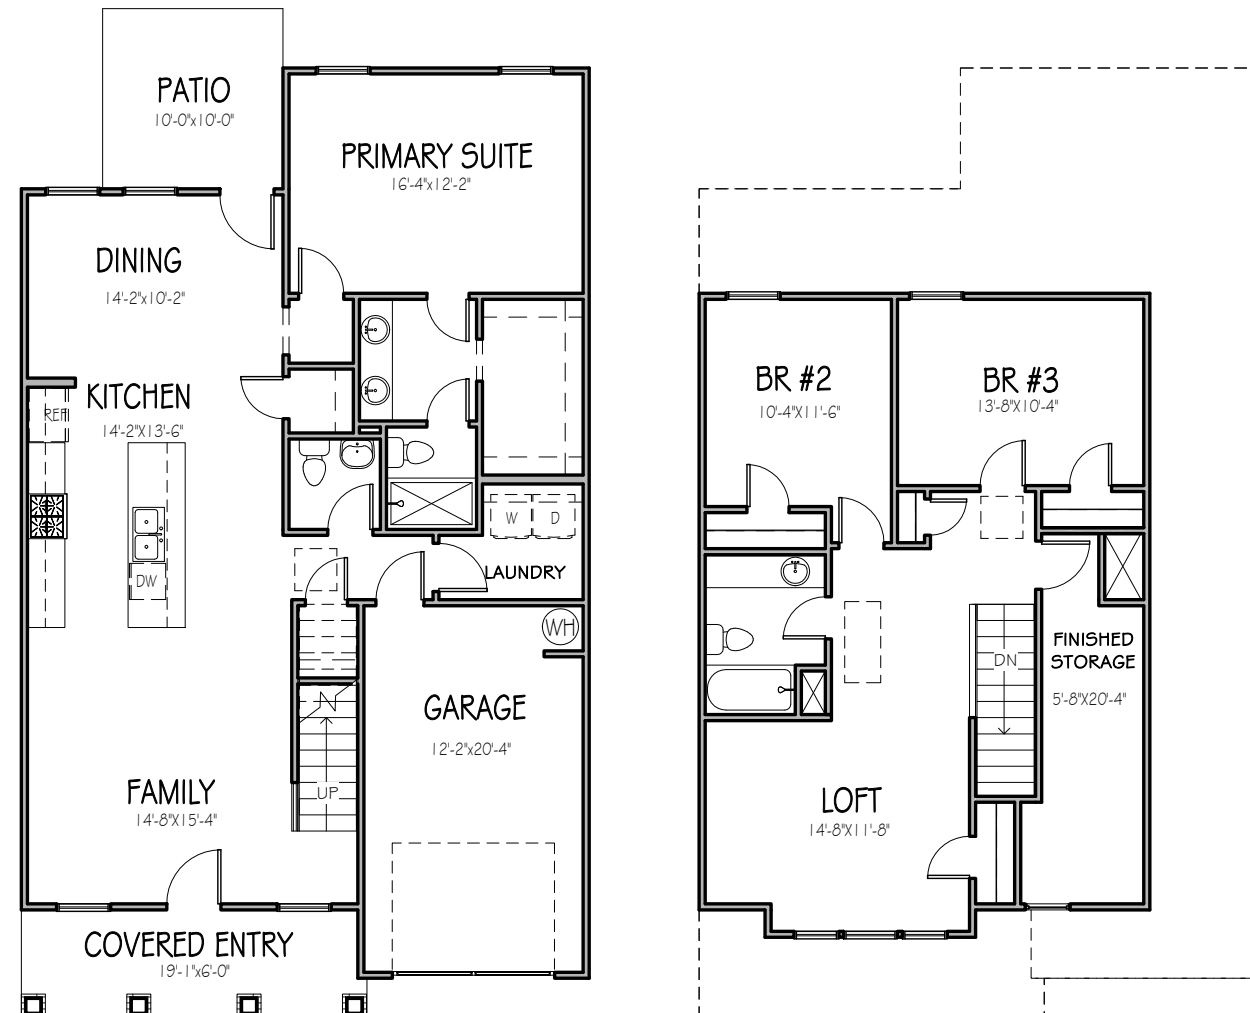 PATIO
10'-0"x10'-0"
PRIMARY SUITE
16'-4"x12'-2"
DINING
14'-2"x10'-2"
KITCHEN
14'-2"X13'-6"
REF
DW
W
D
LAUNDRY
WH
GARAGE
12'-2"x20'-4"
UP
FAMILY
14'-8"X15'-4"
COVERED ENTRY
19'-1"x6'-0"
BR #2
10'-4"X11'-6"
BR #3
13'-8"X10'-4"
DN
FINISHED
STORAGE
5'-8"X20'-4"
LOFT
14'-8"X11'-8"